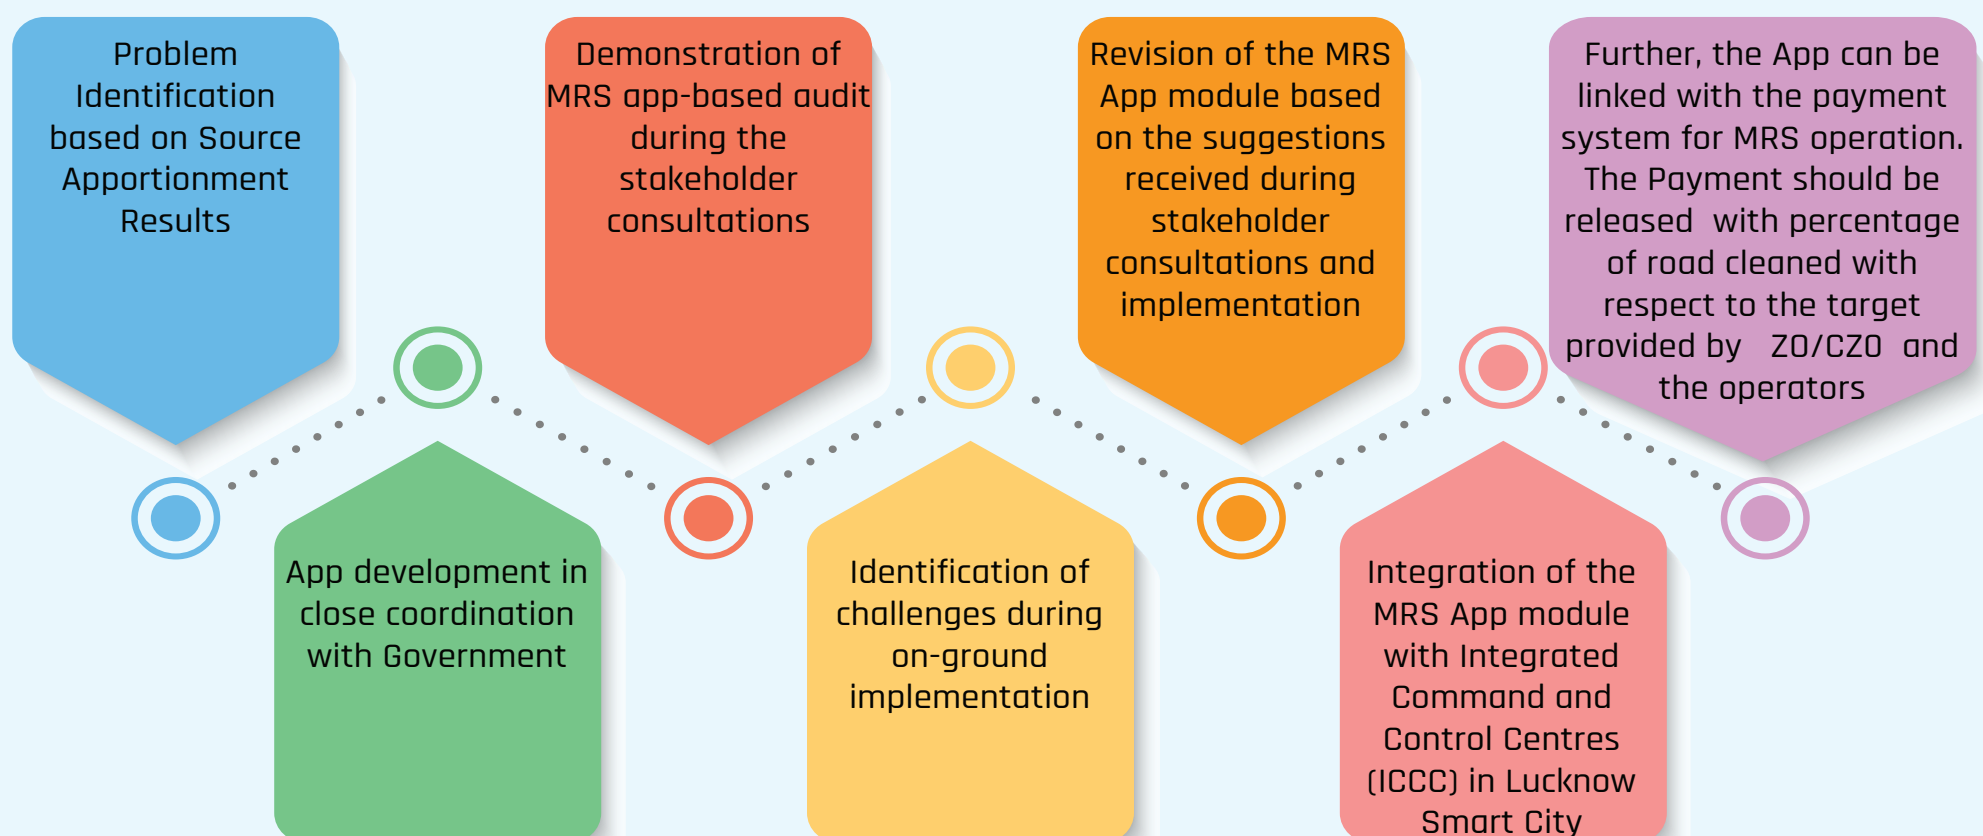 Problem
Identification
based on Source
Apportionment
Results
App development in
close coordination
with Government
Demonstration of
MRS app-based audit
during the
stakeholder
consultations
Identification of
challenges during
on-ground
implementation
Revision of the MRS
App module based
on the suggestions
received during
stakeholder
consultations and
implementation
Integration of the
MRS App module
with Integrated
Command and
Control Centres
(ICCC) in Lucknow
Smart City
Further, the App can be
linked with the payment
system for MRS operation.
The Payment should be
released with percentage
of road cleaned with
respect to the target
provided by ZO/CZO and
the operators